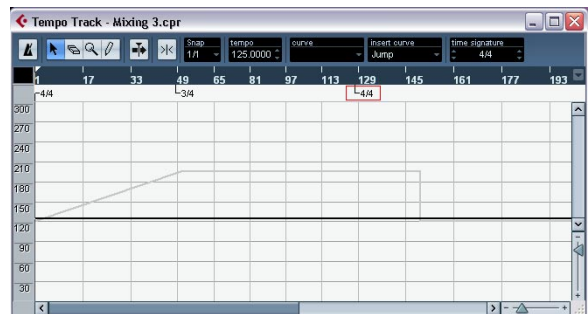 Tempo Track - Mixing 3.cpr
Snap tempo curve insert curve time signature
1/1 125.0000 Jump 4/4
1 17 33 49 65 81 97 113 129 145 161 177 193
4/4 3/4 4/4
300
270
240
210
180
150
120
90
60
30